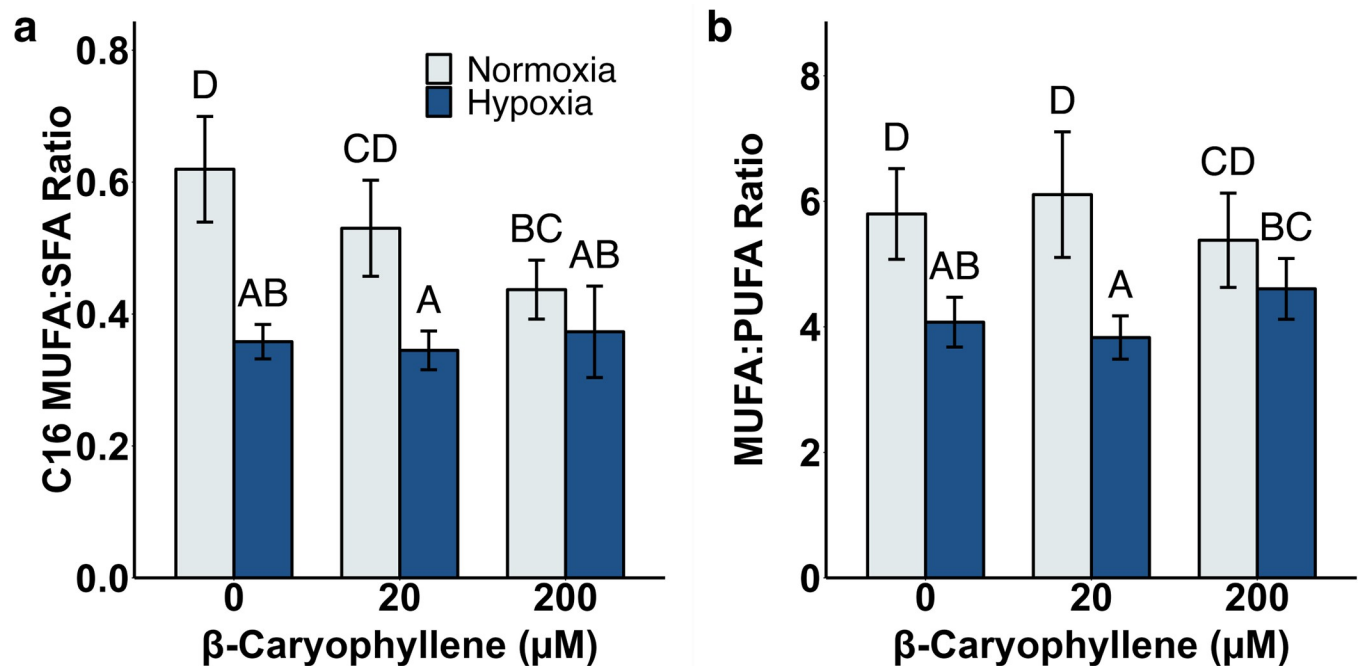 a
C16 MUFA:SFA Ratio
0.8
0.6
0.4
0.2
0.0
Normoxia
Hypoxia
D
AB
CD
A
BC
AB
0 20 200
β-Caryophyllene (µM)
b
MUFA:PUFA Ratio
8
6
4
2
0
D
AB
D
A
CD
BC
0 20 200
β-Caryophyllene (µM)